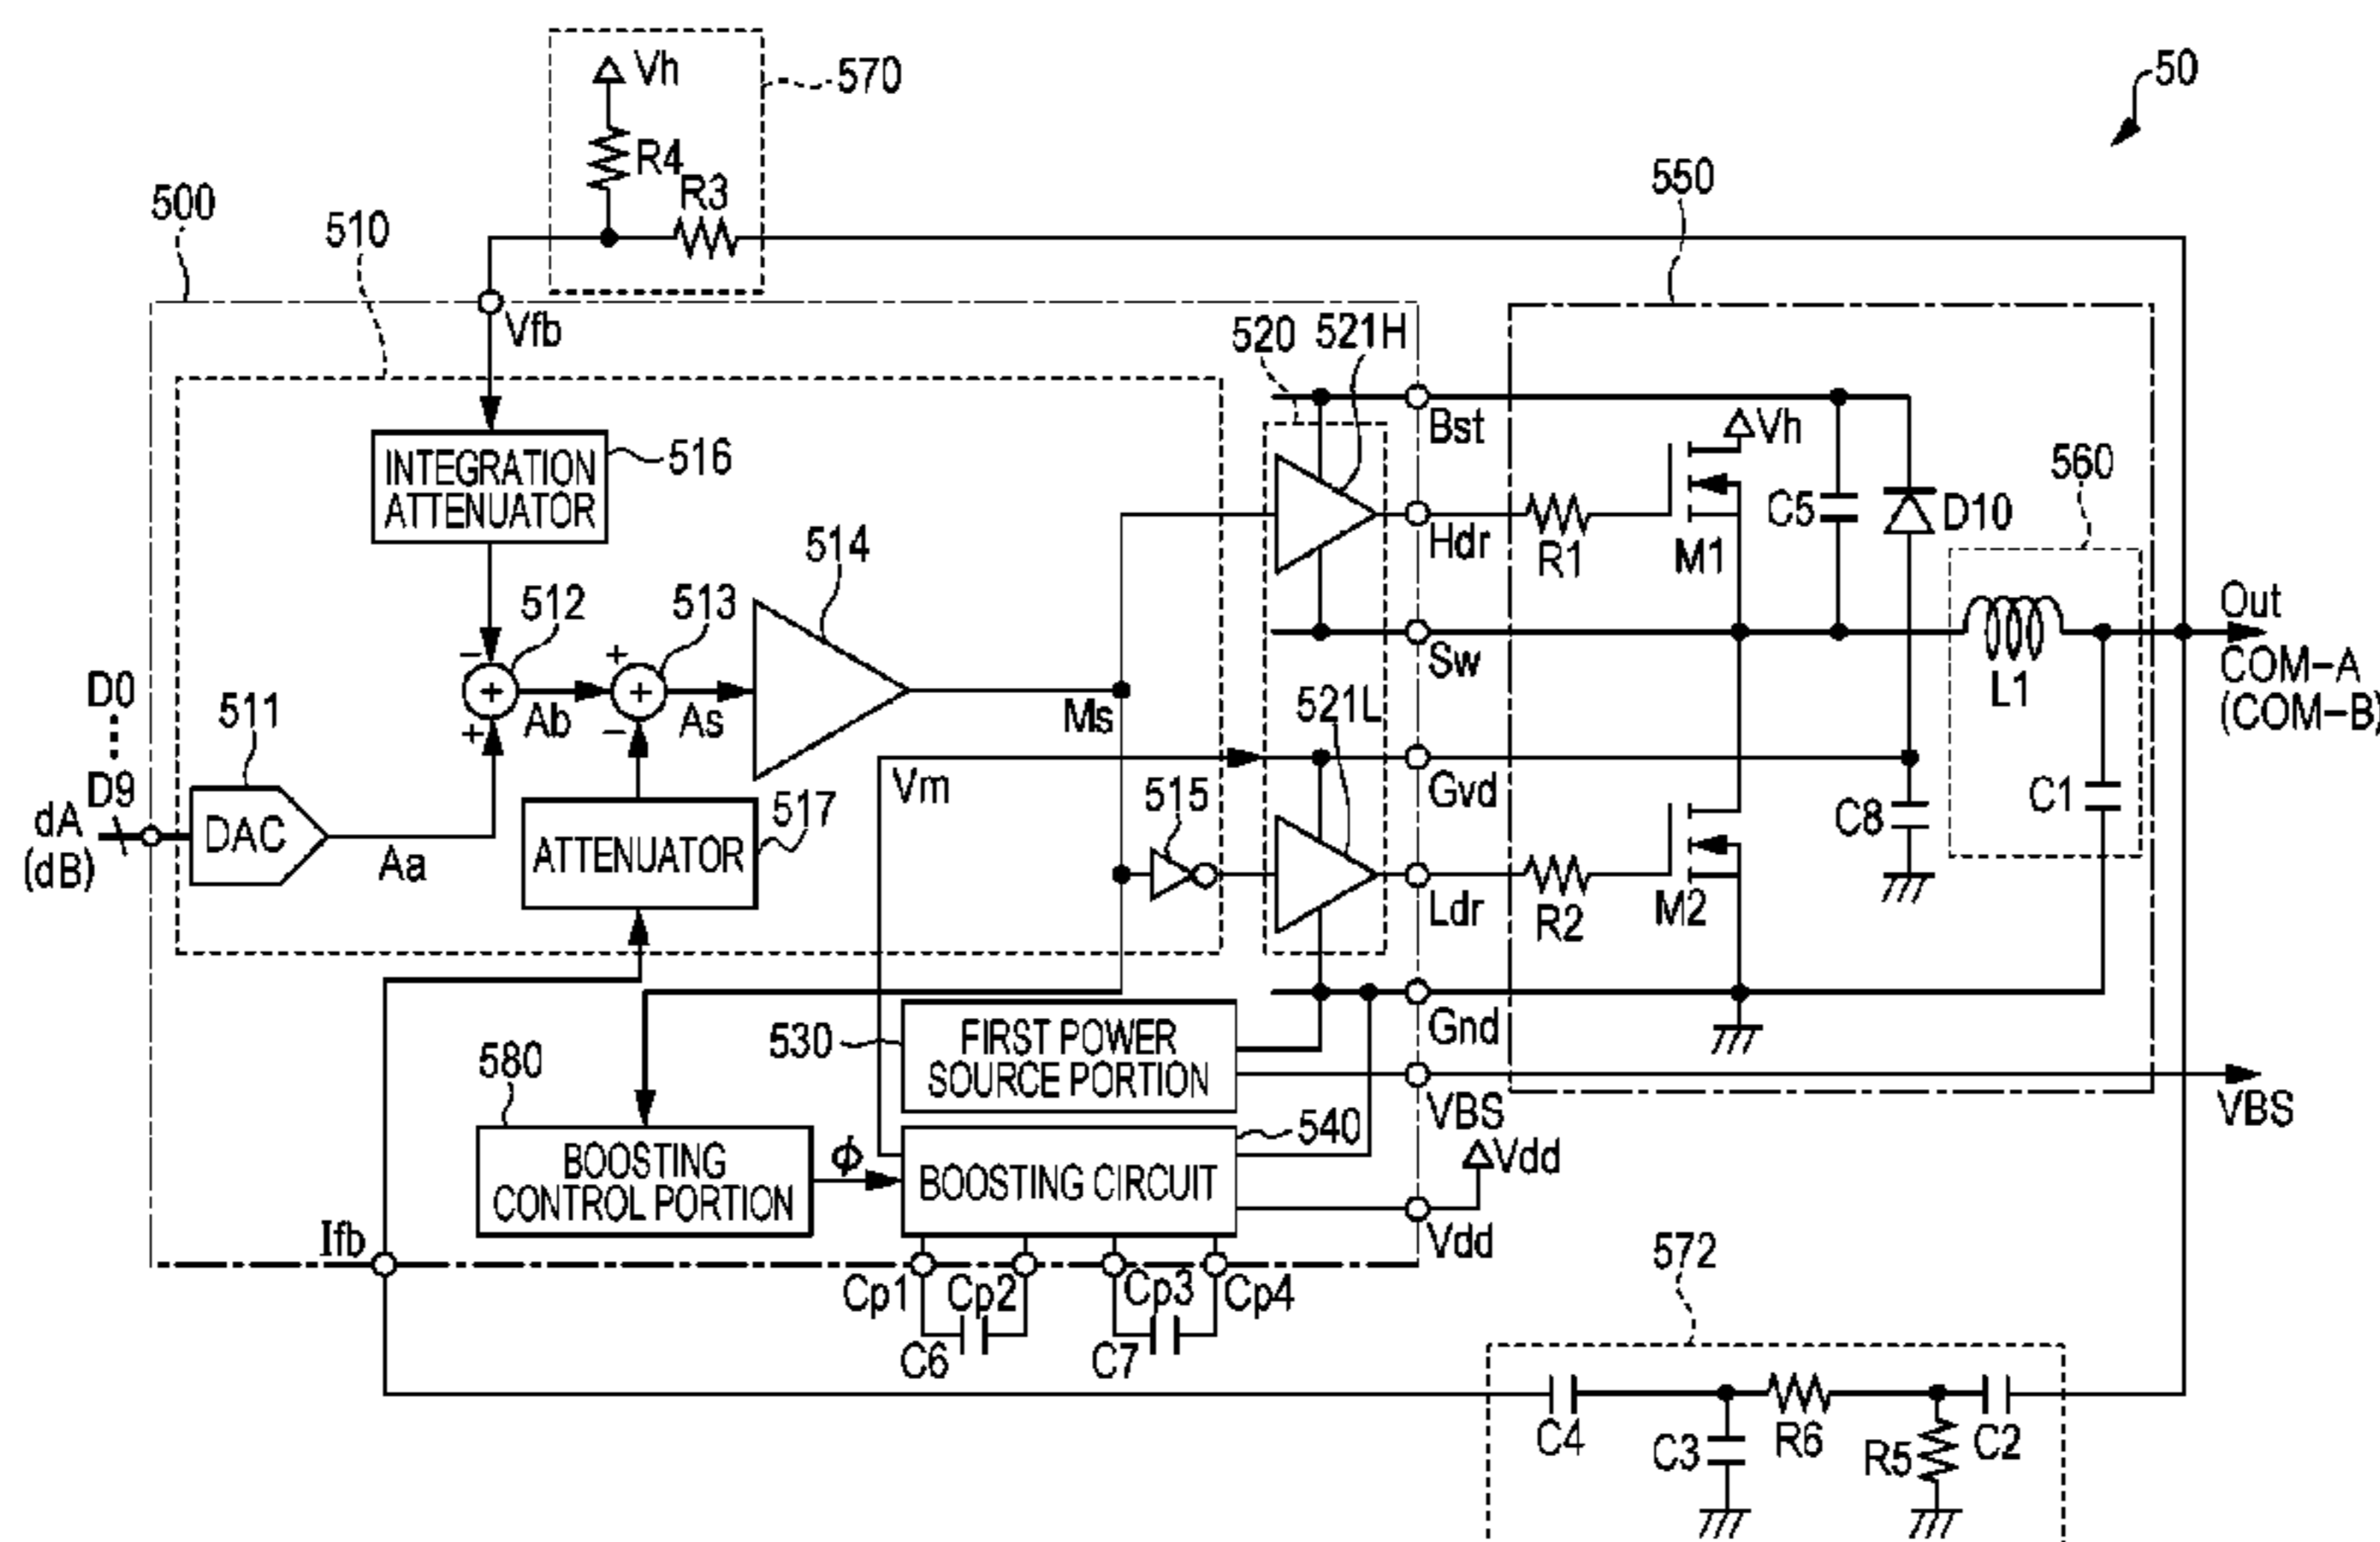 50
Vh
570
R4
R3
500
510
550
Vfb
520
521H
Bst
Vh
560
INTEGRATION
ATTENUATOR
516
C5
D10
Hdr
R1
M1
514
512
513
-
+
+
+
+
-
Ab
As
Ms
Sw
L1
Out
COM-A
(COM-B)
D0
D9
dA
(dB)
511
DAC
Aa
ATTENUATOR
517
Vm
515
521L
Gvd
C8
C1
Ldr
R2
M2
Gnd
530
FIRST POWER
SOURCE PORTION
VBS
VBS
580
BOOSTING
CONTROL PORTION
ϕ
540
BOOSTING CIRCUIT
Vdd
Vdd
Ifb
Cp1
Cp2
Cp3
Cp4
C6
C7
572
C4
C3
R6
R5
C2